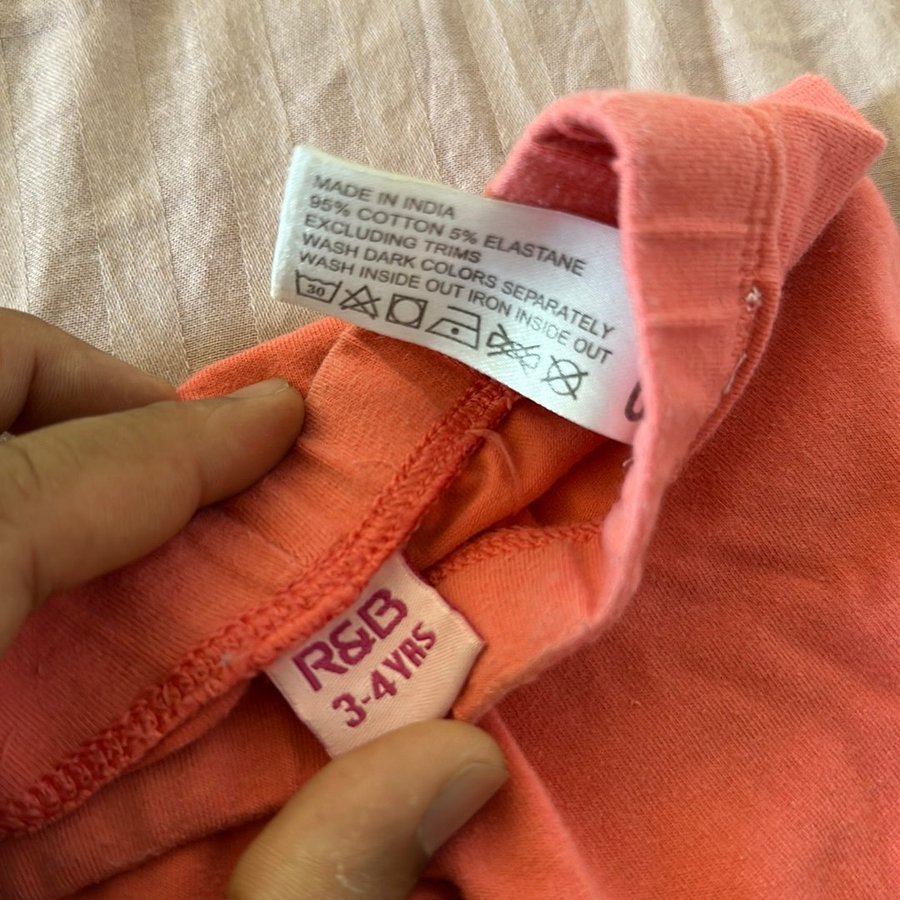 MADE IN INDIA
95% COTTON 5% ELASTANE
EXCLUDING TRIMS
WASH DARK COLORS SEPARATELY
WASH INSIDE OUT IRON INSIDE OUT
30
R&B
3-4 YRS